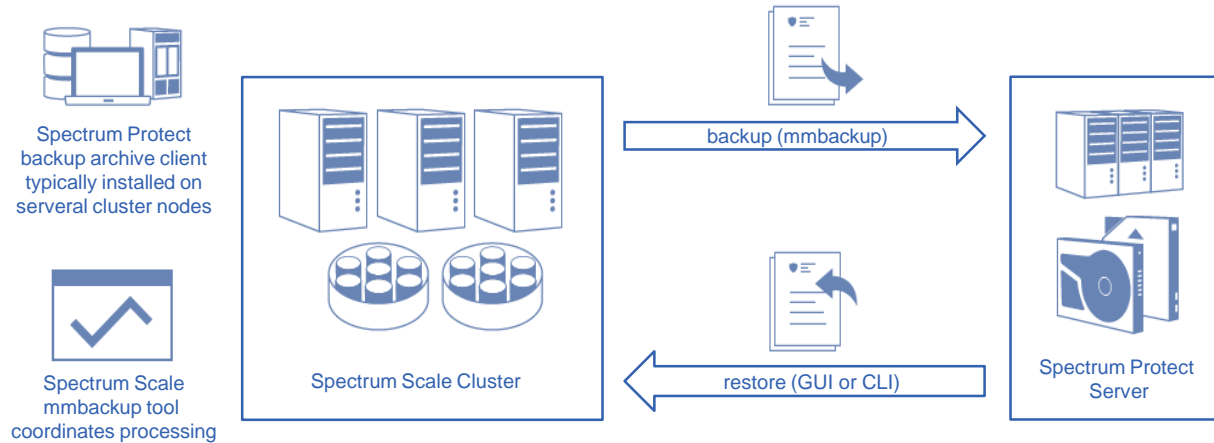 Spectrum Protect
backup archive client
typically installed on
serveral cluster nodes
Spectrum Scale
mmbackup tool
coordinates processing
Spectrum Scale Cluster
backup (mmbackup)
restore (GUI or CLI)
Spectrum Protect
Server